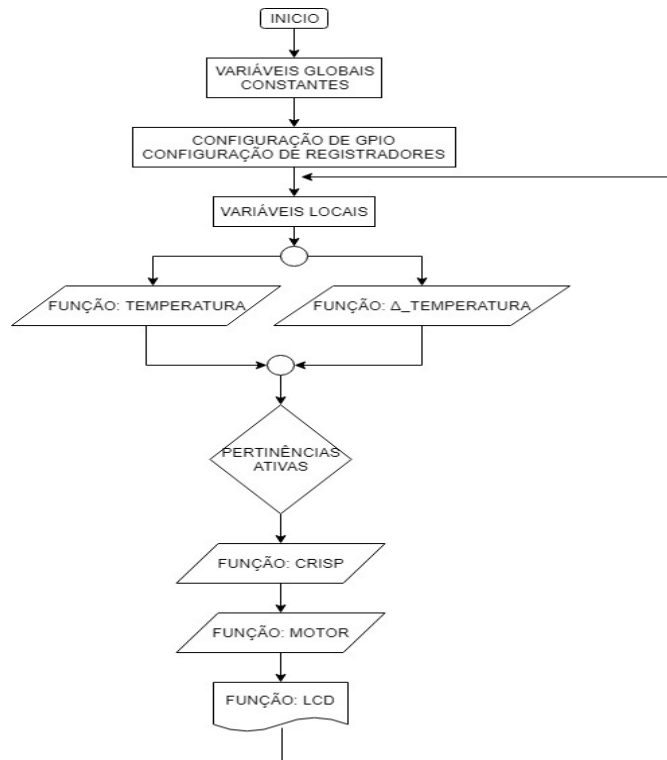 INICIO
VARIÁVEIS GLOBAIS
CONSTANTES
CONFIGURAÇÃO DE GPIO
CONFIGURAÇÃO DE REGISTRADORES
VARIÁVEIS LOCAIS
FUNÇÃO: TEMPERATURA
FUNÇÃO: Δ_TEMPERATURA
PERTINÊNCIAS
ATIVAS
FUNÇÃO: CRISP
FUNÇÃO: MOTOR
FUNÇÃO: LCD